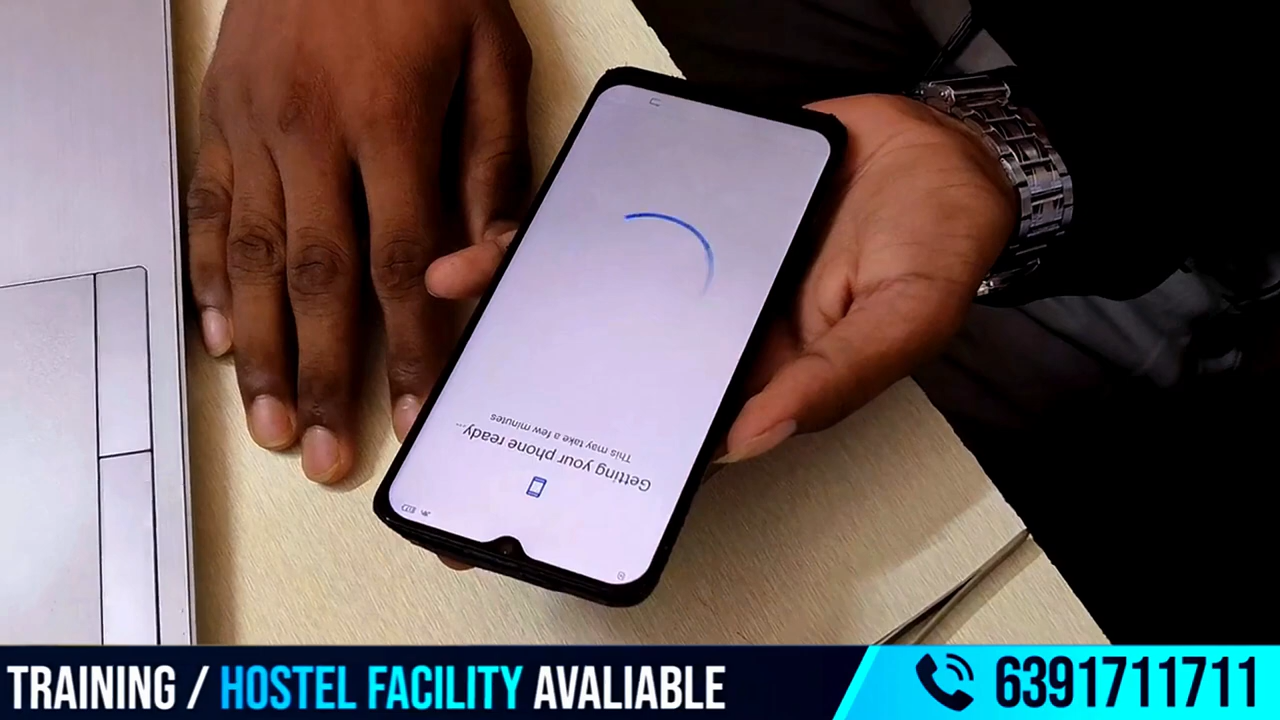 Getting your phone ready...
This may take a few minutes
TRAINING / HOSTEL FACILITY AVALIABLE
6391711711